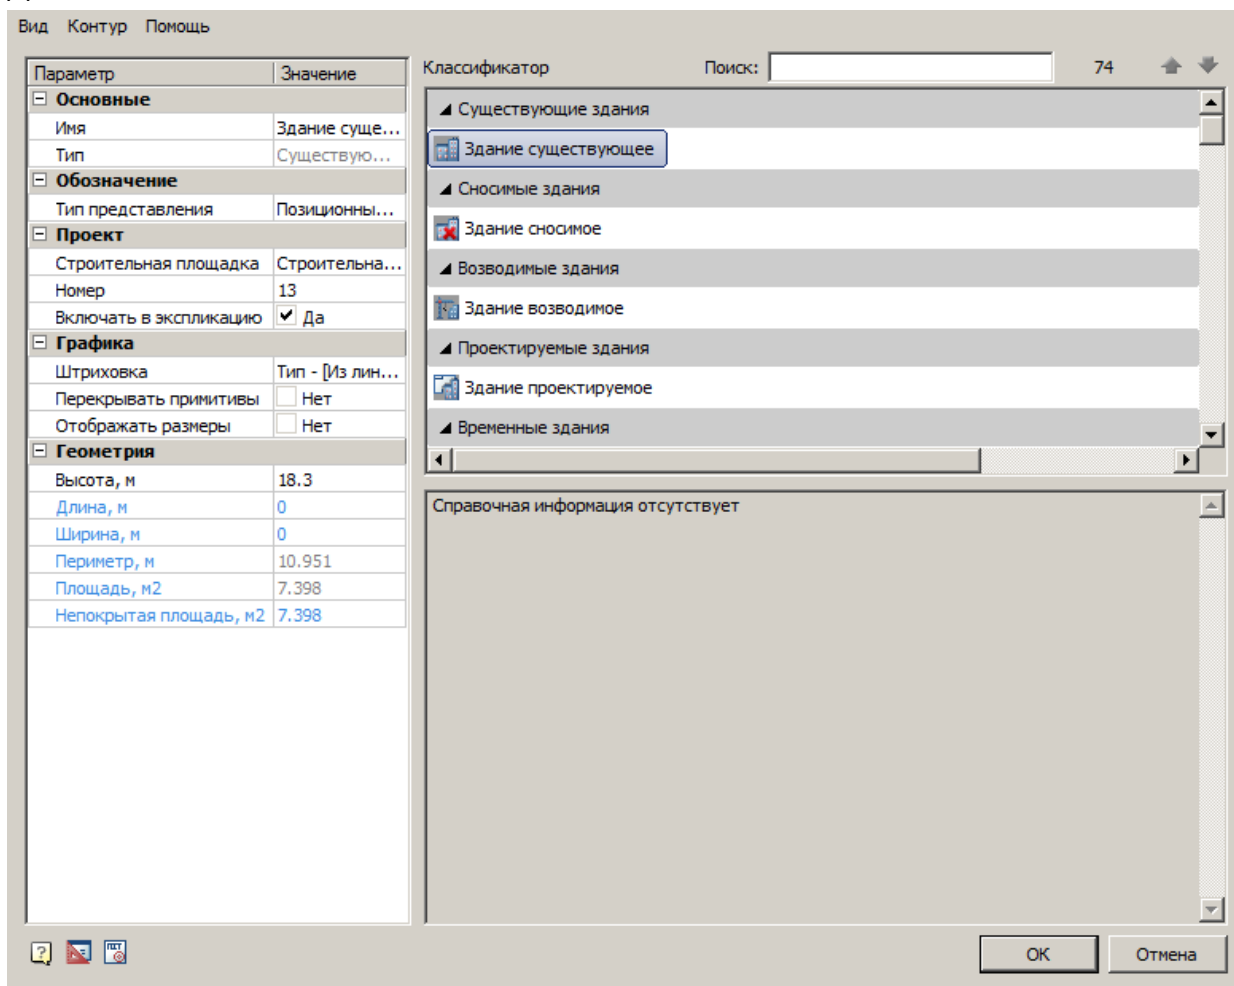 Вид Контур Помощь
Параметр Значение
Основные
Имя Здание суще...
Тип Существую...
Обозначение
Тип представления Позиционны...
Проект
Строительная площадка Строительна...
Номер 13
Включать в экспликацию Да
Графика
Штриховка Тип - [Из лин...
Перекрывать примитивы Нет
Отображать размеры Нет
Геометрия
Высота, м 18.3
Длина, м 0
Ширина, м 0
Периметр, м 10.951
Площадь, м2 7.398
Непокрытая площадь, м2 7.398
Классификатор Поиск: 74
Существующие здания
Здание существующее
Сносимые здания
Здание сносимое
Возводимые здания
Здание возводимое
Проектируемые здания
Здание проектируемое
Временные здания
Справочная информация отсутствует
OK Отмена